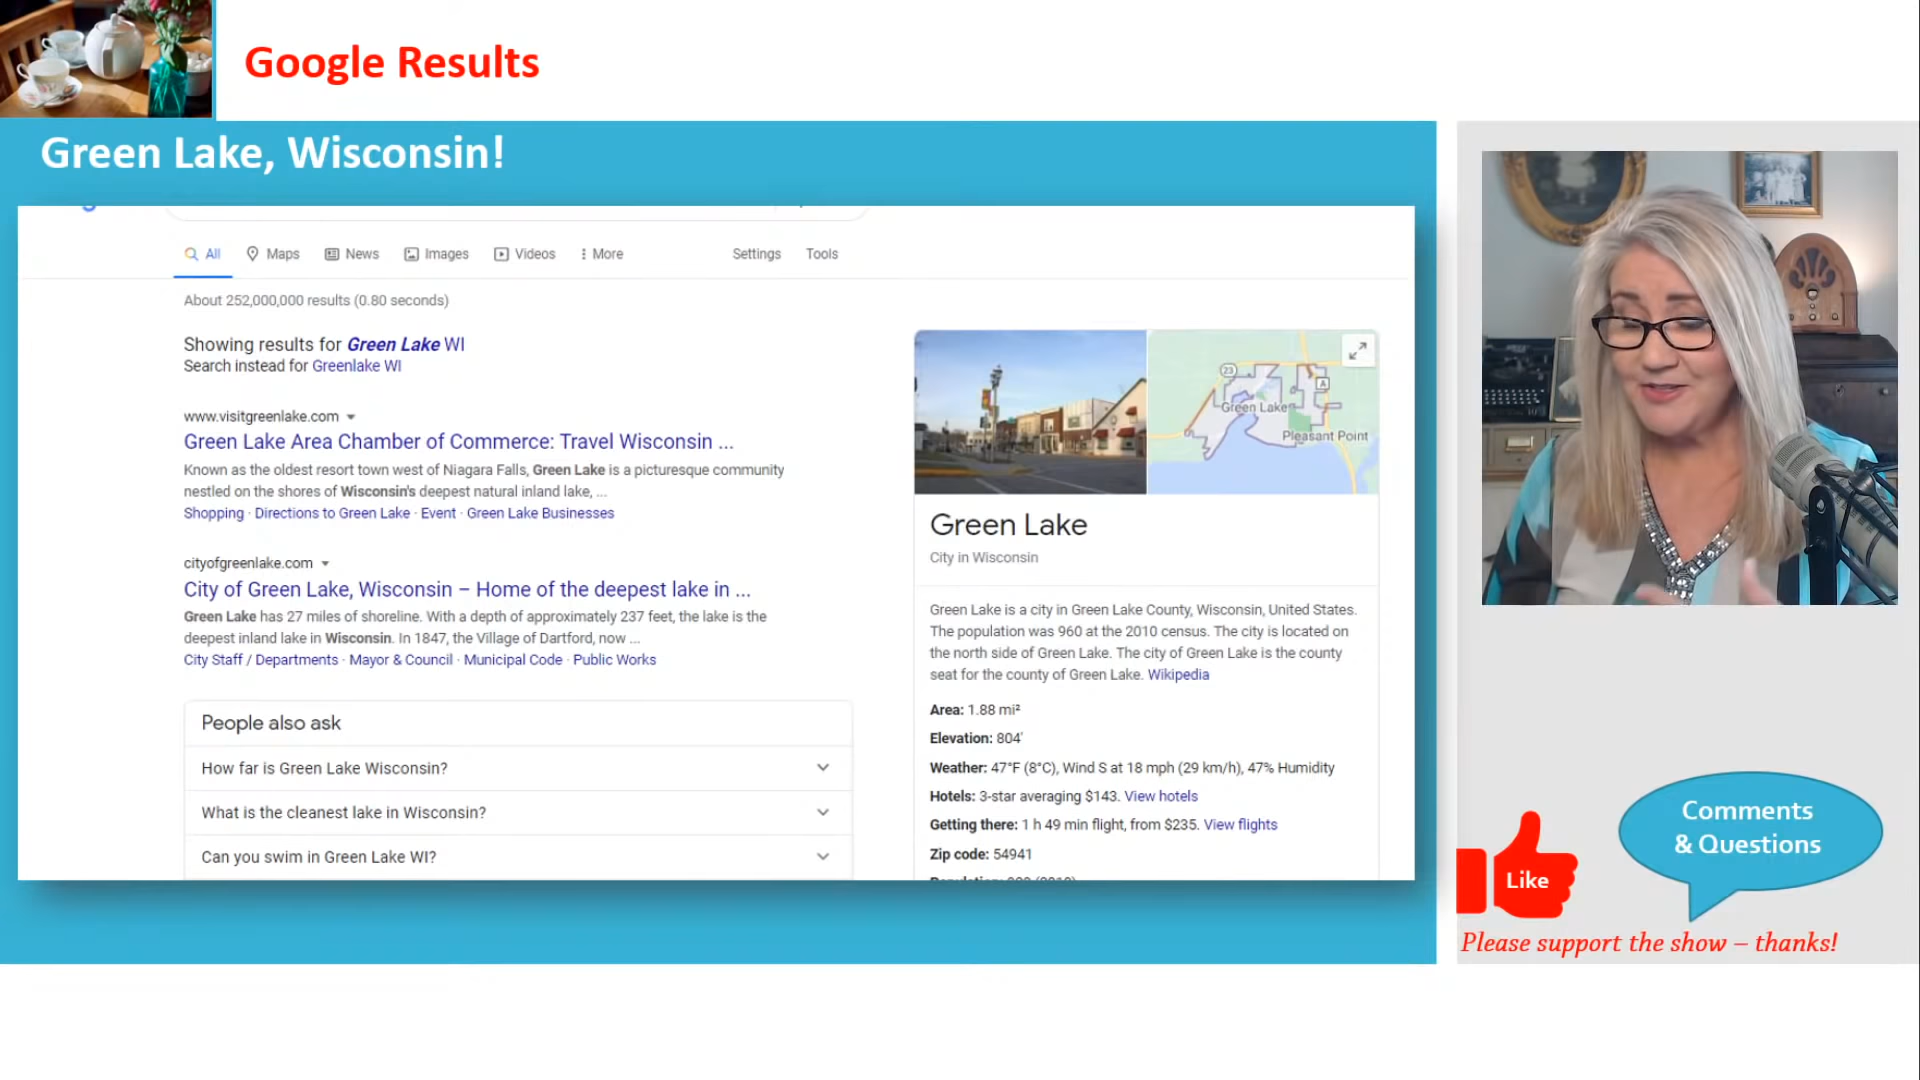 Google Results
Green Lake, Wisconsin!
All Maps News Images Videos More Settings Tools
About 252,000,000 results (0.80 seconds)
Showing results for Green Lake WI
Search instead for Greenlake WI
www.visitgreenlake.com
Green Lake Area Chamber of Commerce: Travel Wisconsin ...
Known as the oldest resort town west of Niagara Falls, Green Lake is a picturesque community
nestled on the shores of Wisconsin's deepest natural inland lake, ...
Shopping · Directions to Green Lake · Event · Green Lake Businesses
cityofgreenlake.com
City of Green Lake, Wisconsin – Home of the deepest lake in ...
Green Lake has 27 miles of shoreline. With a depth of approximately 237 feet, the lake is the
deepest inland lake in Wisconsin. In 1847, the Village of Dartford, now ...
City Staff / Departments · Mayor & Council · Municipal Code · Public Works
People also ask
How far is Green Lake Wisconsin?
What is the cleanest lake in Wisconsin?
Can you swim in Green Lake WI?
23
A
Green Lake
Pleasant Point
Green Lake
City in Wisconsin
Green Lake is a city in Green Lake County, Wisconsin, United States.
The population was 960 at the 2010 census. The city is located on
the north side of Green Lake. The city of Green Lake is the county
seat for the county of Green Lake. Wikipedia
Area: 1.88 mi²
Elevation: 804′
Weather: 47°F (8°C), Wind S at 18 mph (29 km/h), 47% Humidity
Hotels: 3-star averaging $143. View hotels
Getting there: 1 h 49 min flight, from $235. View flights
Zip code: 54941
Comments
& Questions
Like
Please support the show – thanks!